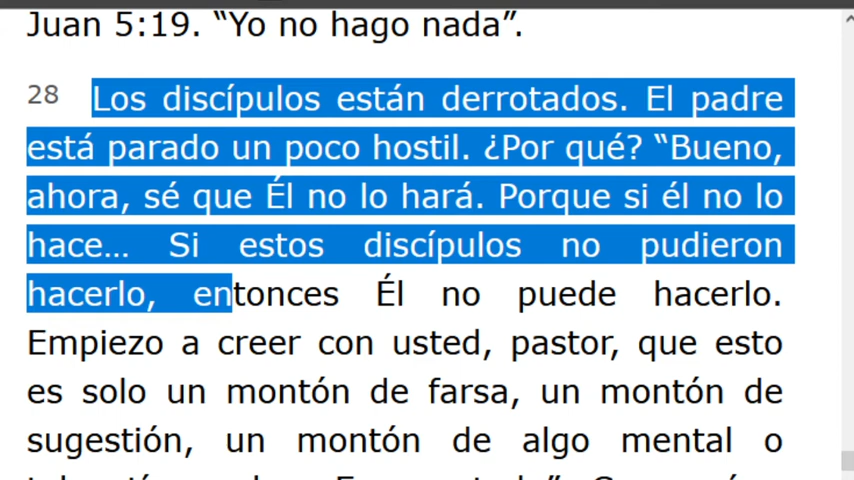 Juan 5:19. “Yo no hago nada”.
28 Los discípulos están derrotados. El padre
está parado un poco hostil. ¿Por qué? “Bueno,
ahora, sé que Él no lo hará. Porque si él no lo
hace... Si estos discípulos no pudieron
hacerlo, entonces Él no puede hacerlo.
Empiezo a creer con usted, pastor, que esto
es solo un montón de farsa, un montón de
sugestión, un montón de algo mental o